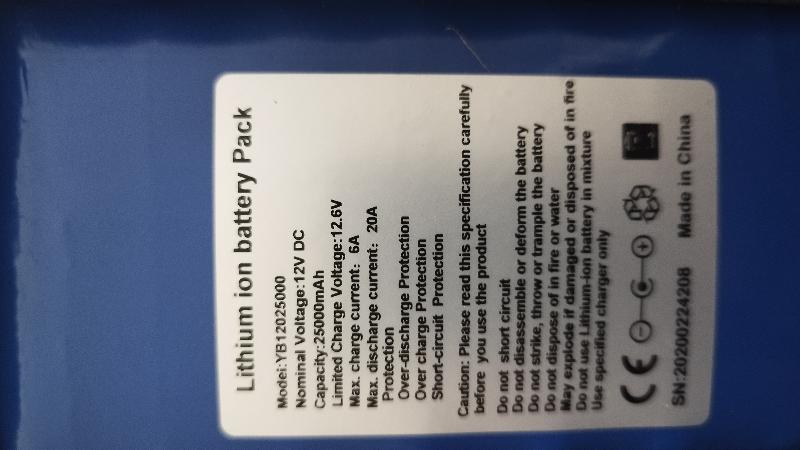 Lithium ion battery Pack
Model:YB12025000
Nominal Voltage:12V DC
Capacity:25000mAh
Limited Charge Voltage:12.6V
Max. charge current: 6A
Max. discharge current: 20A
Protection
Over-discharge Protection
Over charge Protection
Short-circuit Protection
Caution: Please read this specification carefully
before you use the product
Do not short circuit
Do not disassemble or deform the battery
Do not strike, throw or trample the battery
Do not dispose of in fire or water
May explode if damaged or disposed of in fire
Do not use Lithium-ion battery in mixture
Use specified charger only
CE
SN:20200224208 Made in China